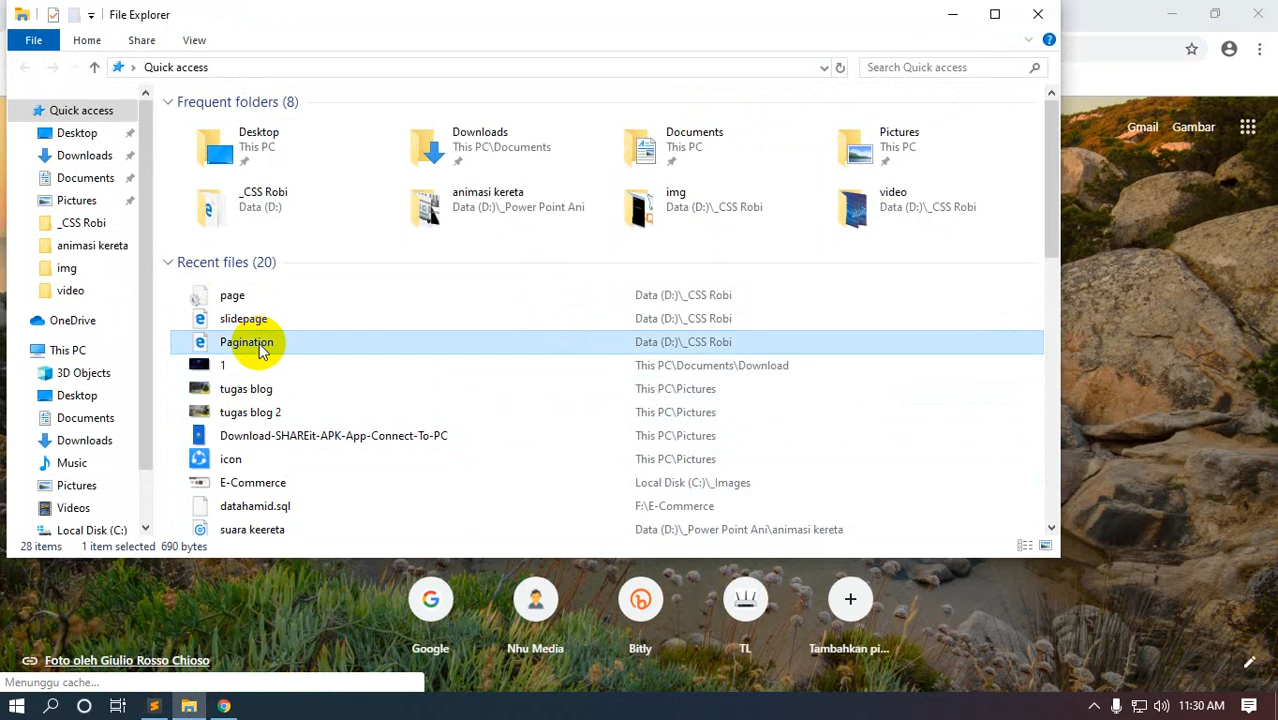 File Explorer
File Home Share View
Quick access Search Quick access
Quick access
Desktop
Downloads
Documents
Pictures
_CSS Robi
animasi kereta
img
video
OneDrive
This PC
3D Objects
Desktop
Documents
Downloads
Music
Pictures
Videos
Local Disk (C:)
Frequent folders (8)
Desktop
This PC
Downloads
This PC\Documents
Documents
This PC
Pictures
This PC
_CSS Robi
Data (D:)
animasi kereta
Data (D:)\_Power Point Ani
img
Data (D:)\_CSS Robi
video
Data (D:)\_CSS Robi
Recent files (20)
page Data (D:)\_CSS Robi
slidepage Data (D:)\_CSS Robi
Pagination Data (D:)\_CSS Robi
1 This PC\Documents\Download
tugas blog This PC\Pictures
tugas blog 2 This PC\Pictures
Download-SHAREit-APK-App-Connect-To-PC This PC\Pictures
icon This PC\Pictures
E-Commerce Local Disk (C:)\_Images
datahamid.sql F:\E-Commerce
suara keereta Data (D:)\_Power Point Ani\animasi kereta
28 items 1 item selected 690 bytes
Gmail Gambar
Google Nhu Media Bitly TL Tambahkan pi...
Foto oleh Giulio Rosso Chioso
Menunggu cache...
11:30 AM